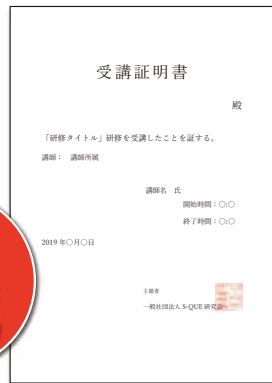 受講証明書
殿
「研修タイトル」研修を受講したことを証する。
講師： 講師所属
講師名 氏
開始時間：○:○
終了時間：○:○
2019 年○月○日
主催者
一般社団法人 S-QUE 研究会